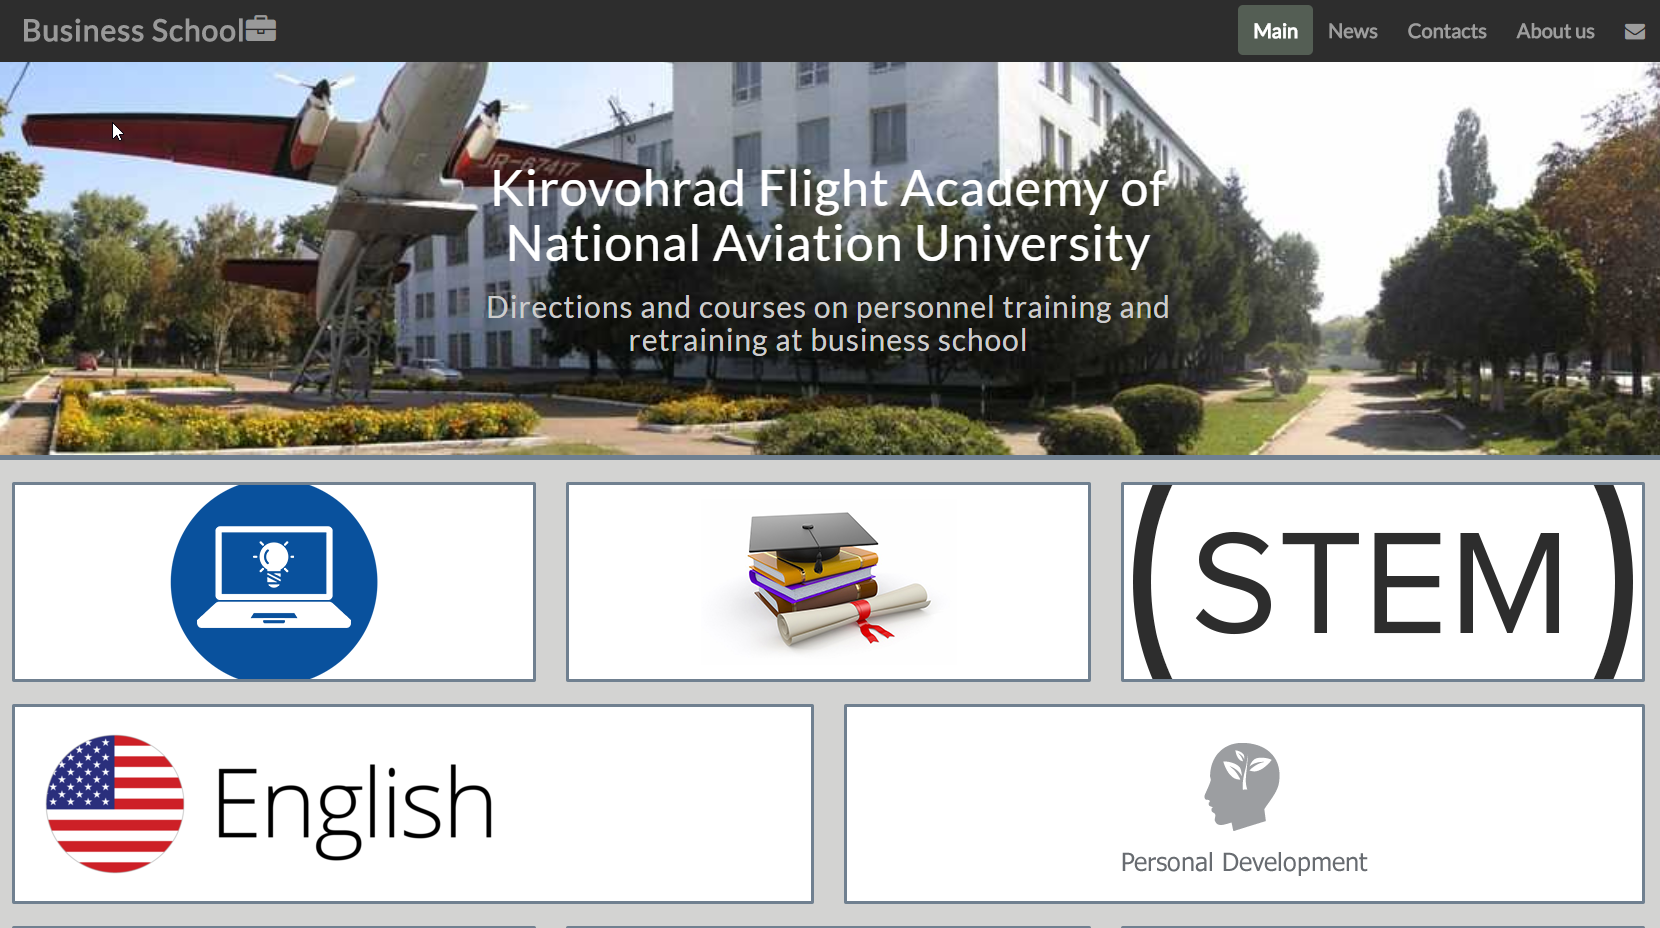 Business School
Main News Contacts About us
Kirovohrad Flight Academy of
National Aviation University
Directions and courses on personnel training and
retraining at business school
(STEM)
English
Personal Development